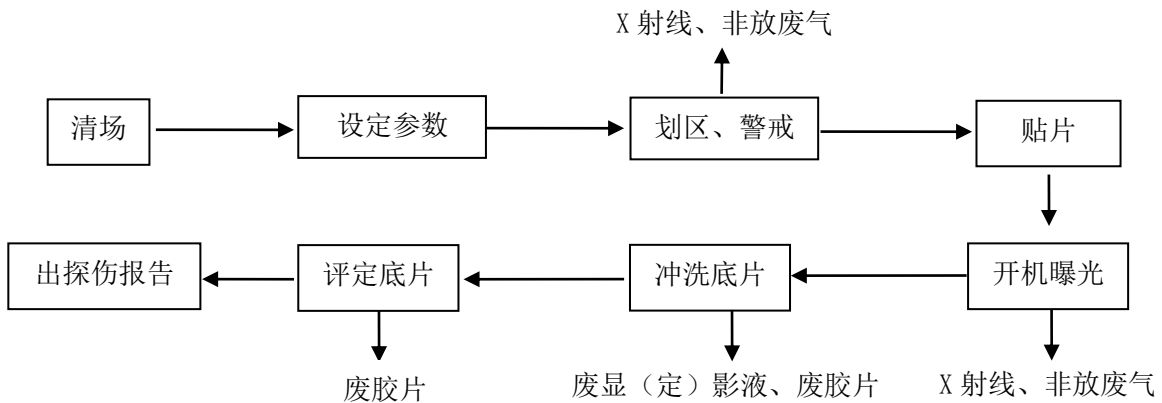 X 射线、非放废气
清场
设定参数
划区、警戒
贴片
出探伤报告
评定底片
冲洗底片
开机曝光
废胶片
废显（定）影液、废胶片
X 射线、非放废气